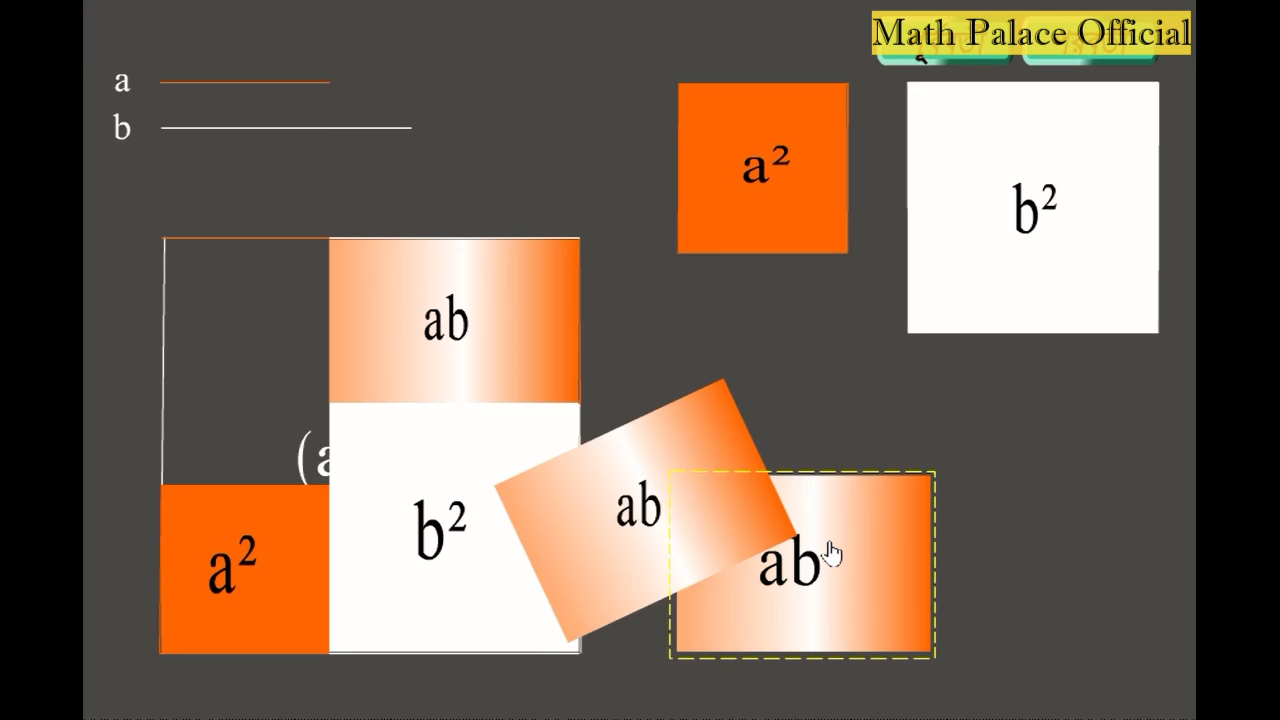 Math Palace Official
a
b
a²
b²
ab
(a
ab
b²
a²
ab